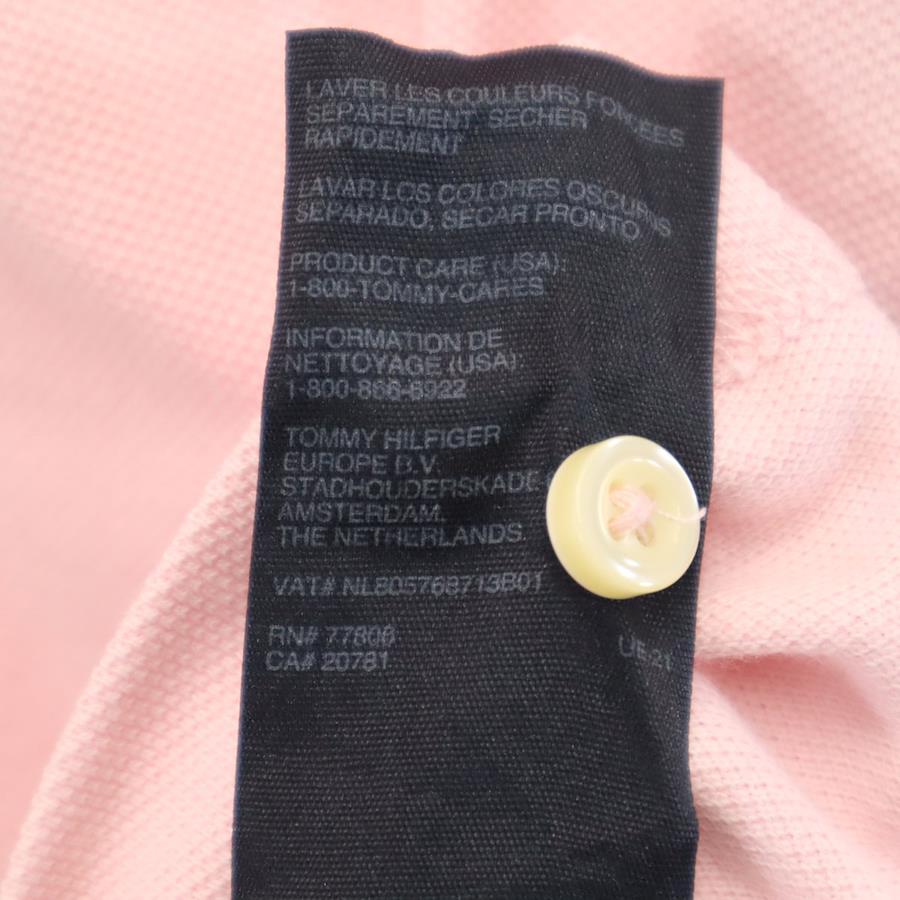 LAVER LES COULEURS FONCEES
SEPAREMENT, SECHER
RAPIDEMENT
LAVAR LOS COLORES OSCUROS
SEPARADO, SECAR PRONTO
PRODUCT CARE (USA):
1-800-TOMMY-CARES
INFORMATION DE
NETTOYAGE (USA):
1-800-866-6922
TOMMY HILFIGER
EUROPE B.V.
STADHOUDERSKADE
AMSTERDAM,
THE NETHERLANDS.
VAT# NL805768713B01
RN# 77806
CA# 20781
UE-21